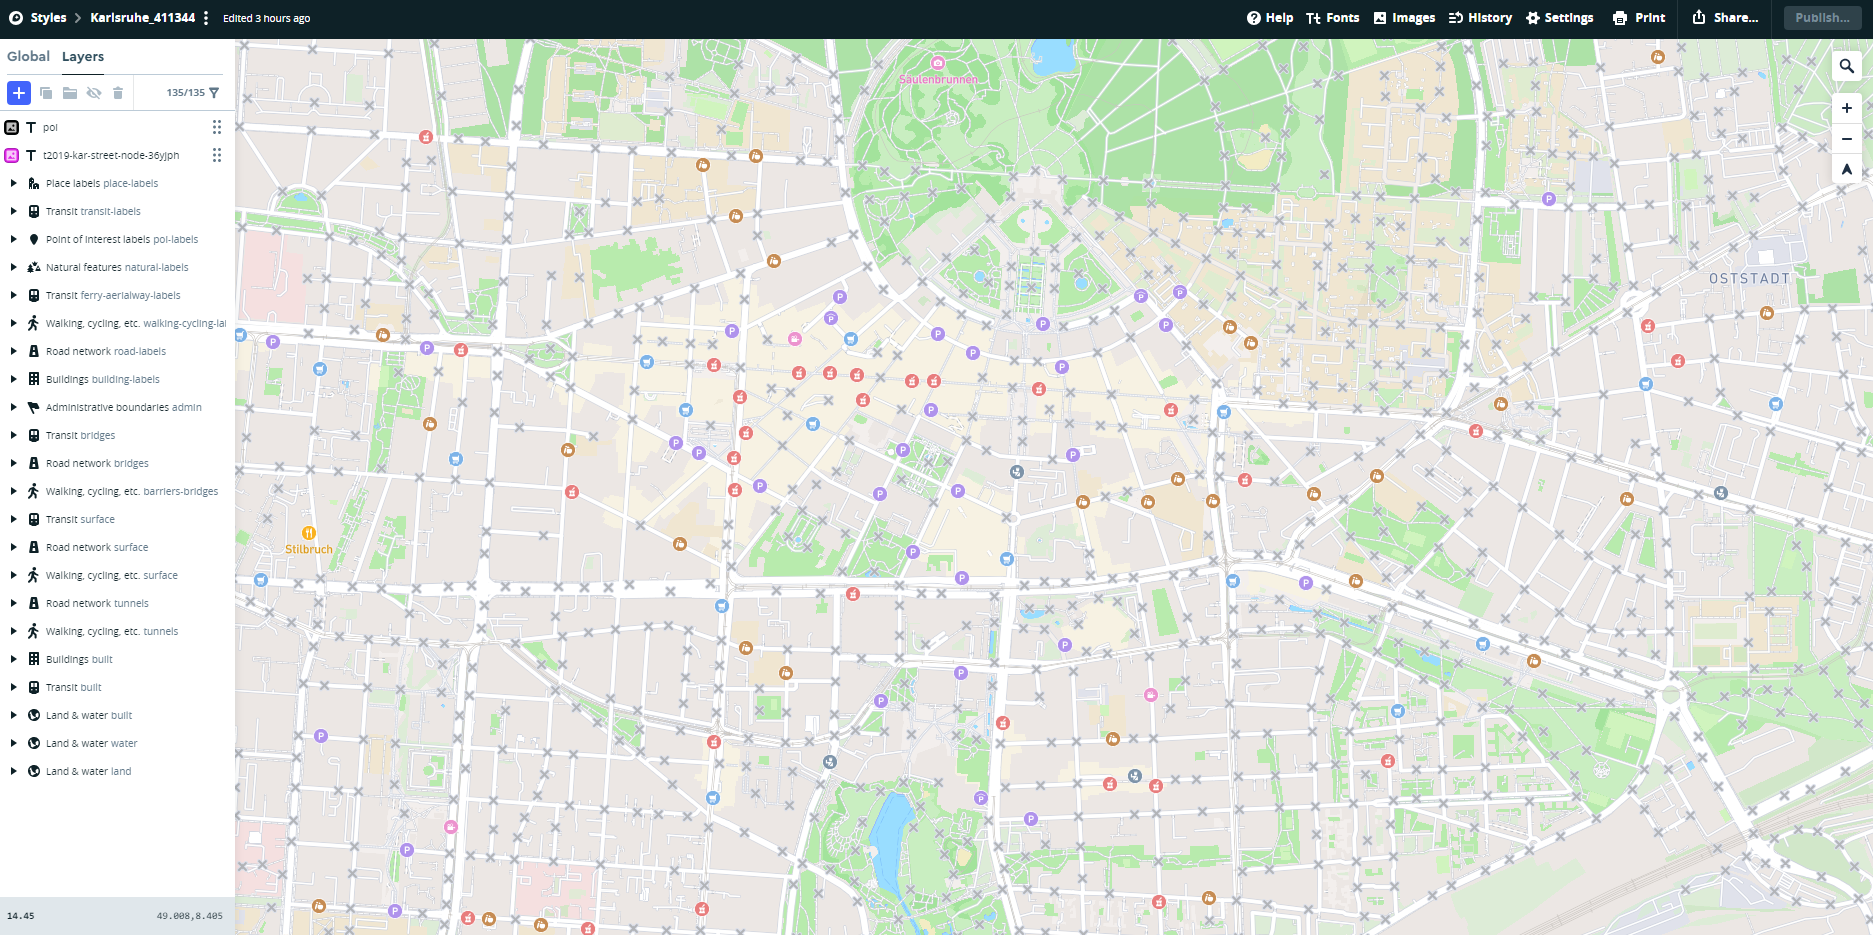 Styles
Karlsruhe_411344
Edited 3 hours ago
Help
Fonts
Images
History
Settings
Print
Share...
Publish...
Global
Layers
135/135
poi
t2019-kar-street-node-36yjph
Place labels place-labels
Transit transit-labels
Point of interest labels poi-labels
Natural features natural-labels
Transit ferry-aerialway-labels
Walking, cycling, etc. walking-cycling-lal
Road network road-labels
Buildings building-labels
Administrative boundaries admin
Transit bridges
Road network bridges
Walking, cycling, etc. barriers-bridges
Transit surface
Road network surface
Walking, cycling, etc. surface
Road network tunnels
Walking, cycling, etc. tunnels
Buildings built
Transit built
Land & water built
Land & water water
Land & water land
14.45
49.008,8.405
Säulenbrunnen
OSTSTADT
Stilbruch